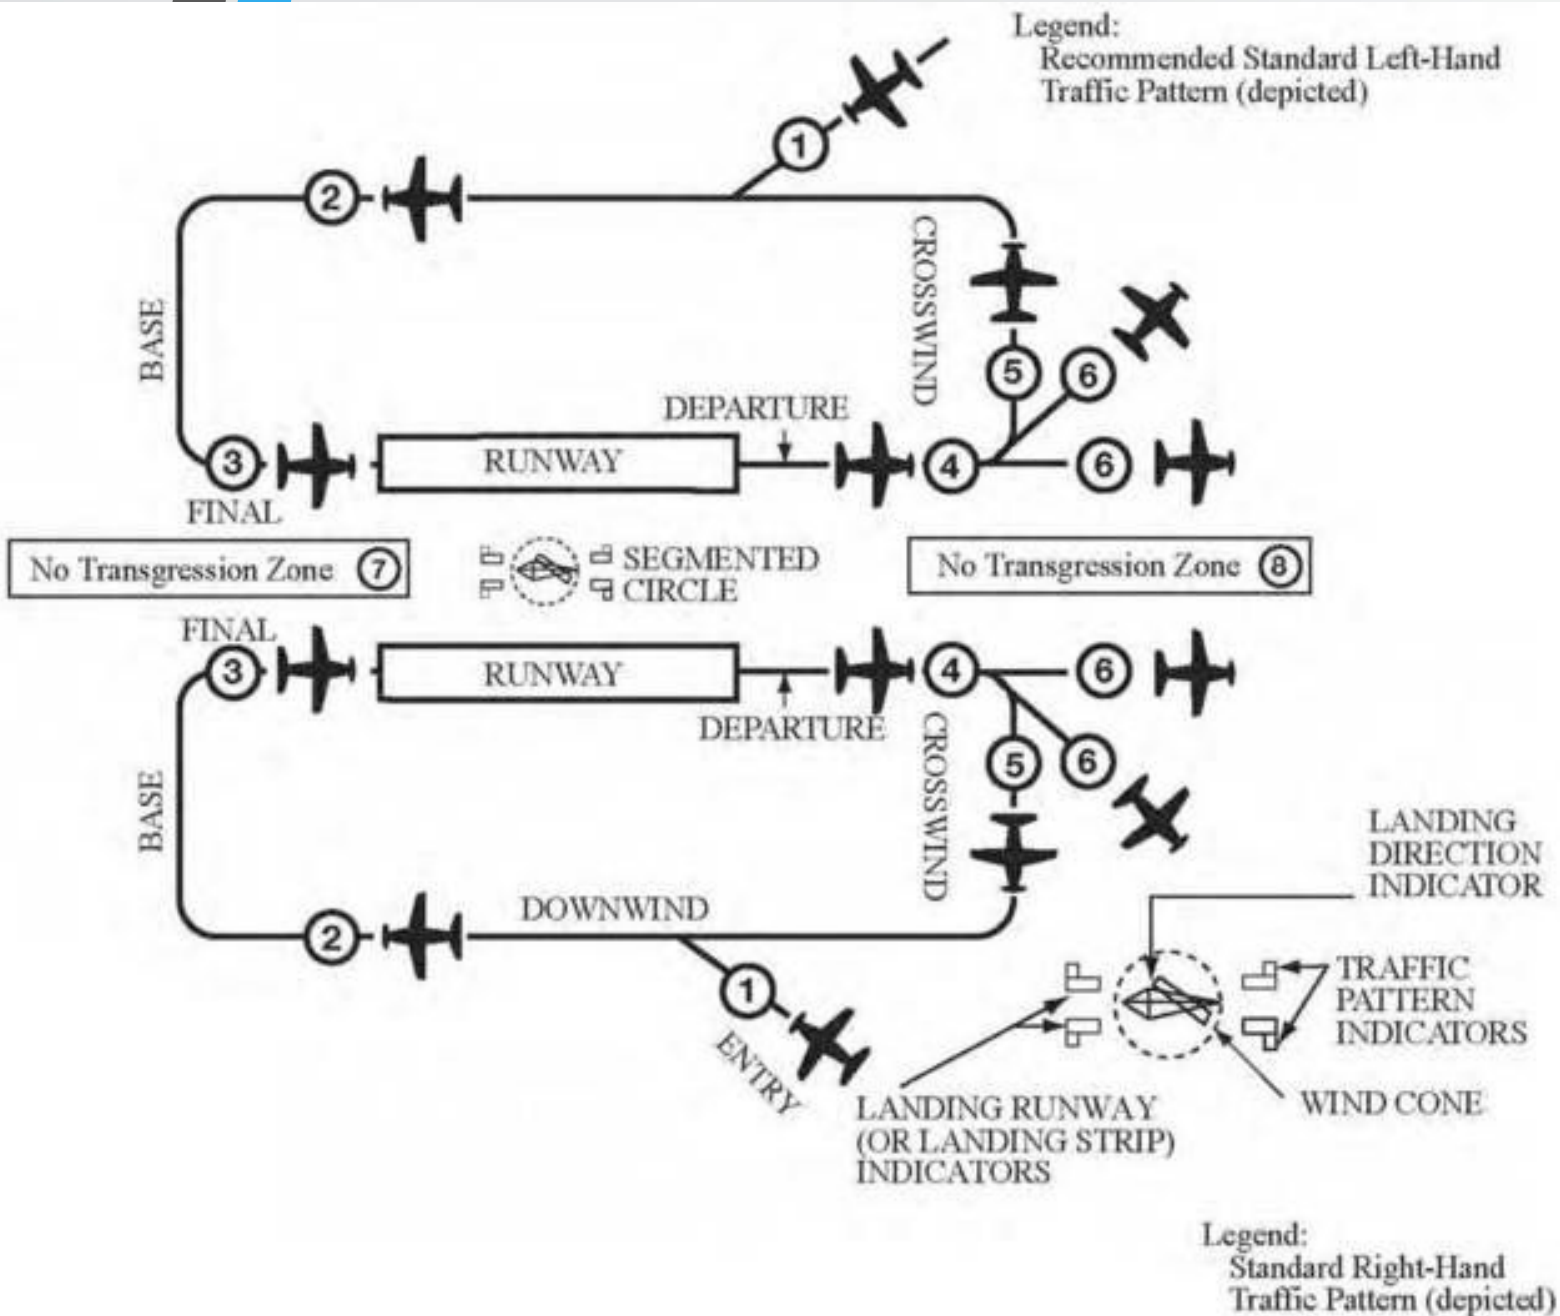 Legend:
Recommended Standard Left-Hand
Traffic Pattern (depicted)
1
2
CROSSWIND
BASE
5
6
DEPARTURE
3
RUNWAY
4
6
FINAL
No Transgression Zone 7
SEGMENTED
CIRCLE
No Transgression Zone 8
FINAL
3
RUNWAY
4
6
DEPARTURE
CROSSWIND
5
6
BASE
LANDING
DIRECTION
INDICATOR
2
DOWNWIND
1
ENTRY
TRAFFIC
PATTERN
INDICATORS
WIND CONE
LANDING RUNWAY
(OR LANDING STRIP)
INDICATORS
Legend:
Standard Right-Hand
Traffic Pattern (depicted)